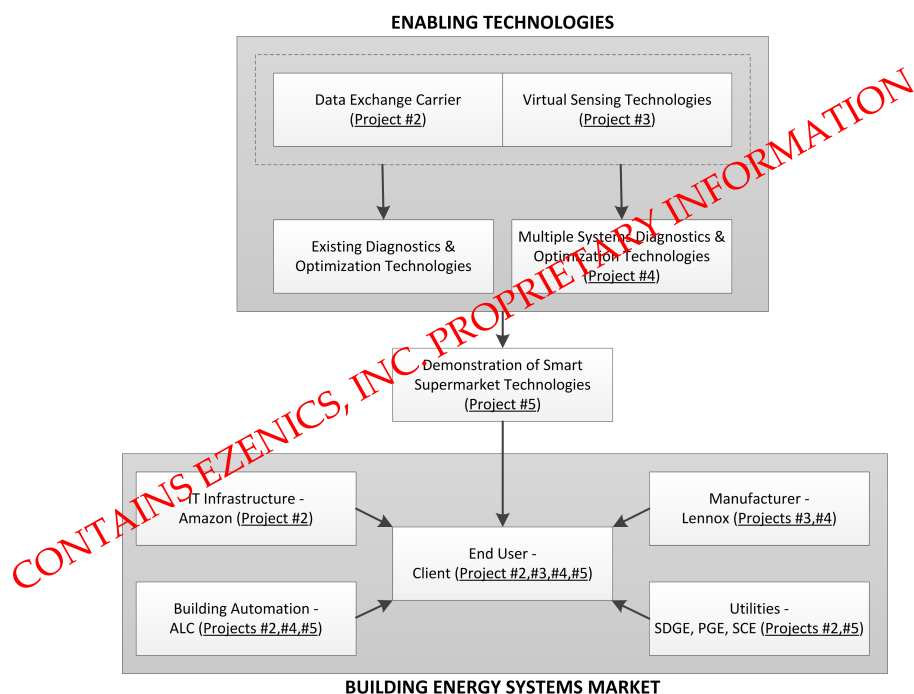 ENABLING TECHNOLOGIES
Data Exchange Carrier
(Project #2)
Virtual Sensing Technologies
(Project #3)
Existing Diagnostics &
Optimization Technologies
Multiple Systems Diagnostics &
Optimization Technologies
(Project #4)
CONTAINS EZENICS, INC. PROPRIETARY INFORMATION
Demonstration of Smart
Supermarket Technologies
(Project #5)
IT Infrastructure -
Amazon (Project #2)
Manufacturer -
Lennox (Projects #3,#4)
End User -
Client (Project #2,#3,#4,#5)
Building Automation -
ALC (Projects #2,#4,#5)
Utilities -
SDGE, PGE, SCE (Projects #2,#5)
BUILDING ENERGY SYSTEMS MARKET